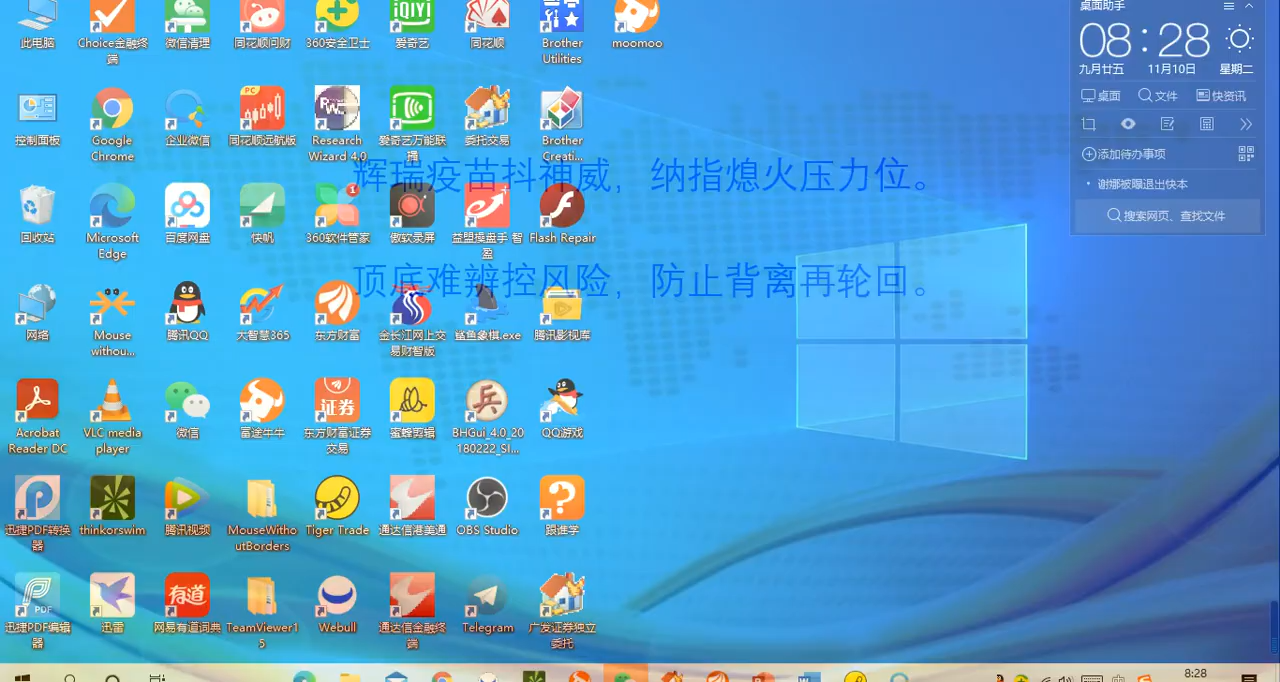 此电脑
Choice金融终端
微信清理
同花顺问财
360安全卫士
爱奇艺
同花顺
Brother Utilities
moomoo
控制面板
Google Chrome
企业微信
同花顺远航版
Research Wizard 4.0
爱奇艺万能联播
委托交易
Brother Creati...
辉瑞疫苗抖神威，纳指熄火压力位。
回收站
Microsoft Edge
百度网盘
快帆
360软件管家
傲软录屏
益盟操盘手 智盈
Flash Repair
顶底难辨控风险，防止背离再轮回。
网络
Mouse withou...
腾讯QQ
大智慧365
东方财富
金长江网上交易财智版
鲨鱼象棋.exe
腾讯影视库
Acrobat Reader DC
VLC media player
微信
富途牛牛
东方财富证券交易
蜜蜂剪辑
BHGui_4.0_20180222_Si...
QQ游戏
迅捷PDF转换器
thinkorswim
腾讯视频
MouseWithoutBorders
Tiger Trade
通达信港美通
OBS Studio
跟谁学
迅捷PDF编辑器
迅雷
网易有道词典
TeamViewer15
Webull
通达信金融终端
Telegram
广发证券独立委托
桌面助手
08:28
九月廿五 11月10日 星期二
桌面 文件 快资讯
添加待办事项
谢娜被曝退出快本
搜索网页、查找文件
8:28